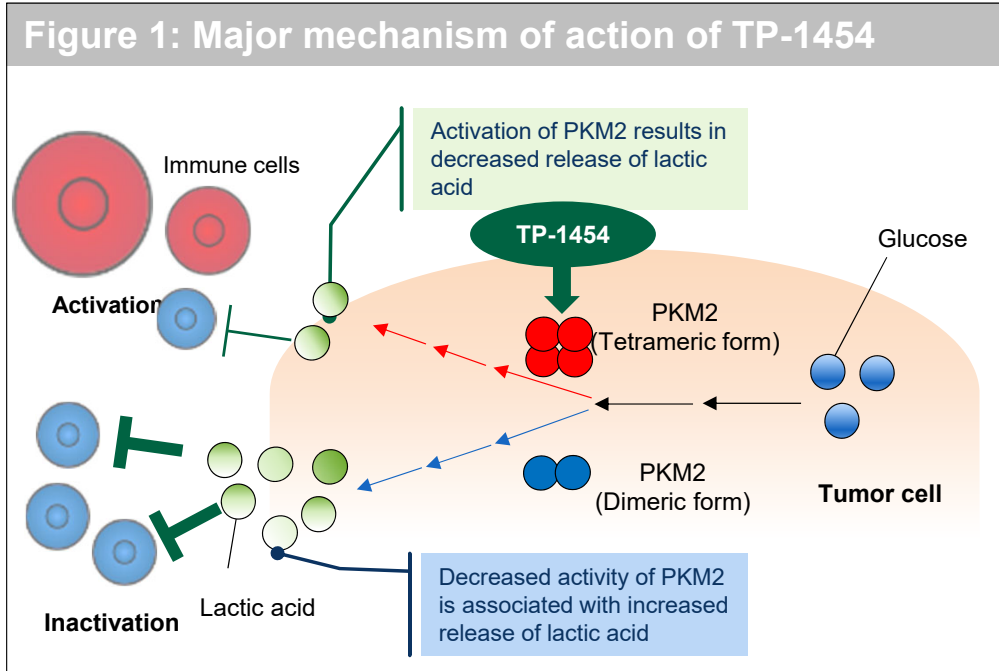 Figure 1: Major mechanism of action of TP-1454
Activation of PKM2 results in
decreased release of lactic
acid
Immune cells
TP-1454
Glucose
Activation
PKM2
(Tetrameric form)
PKM2
(Dimeric form)
Tumor cell
Lactic acid
Inactivation
Decreased activity of PKM2
is associated with increased
release of lactic acid